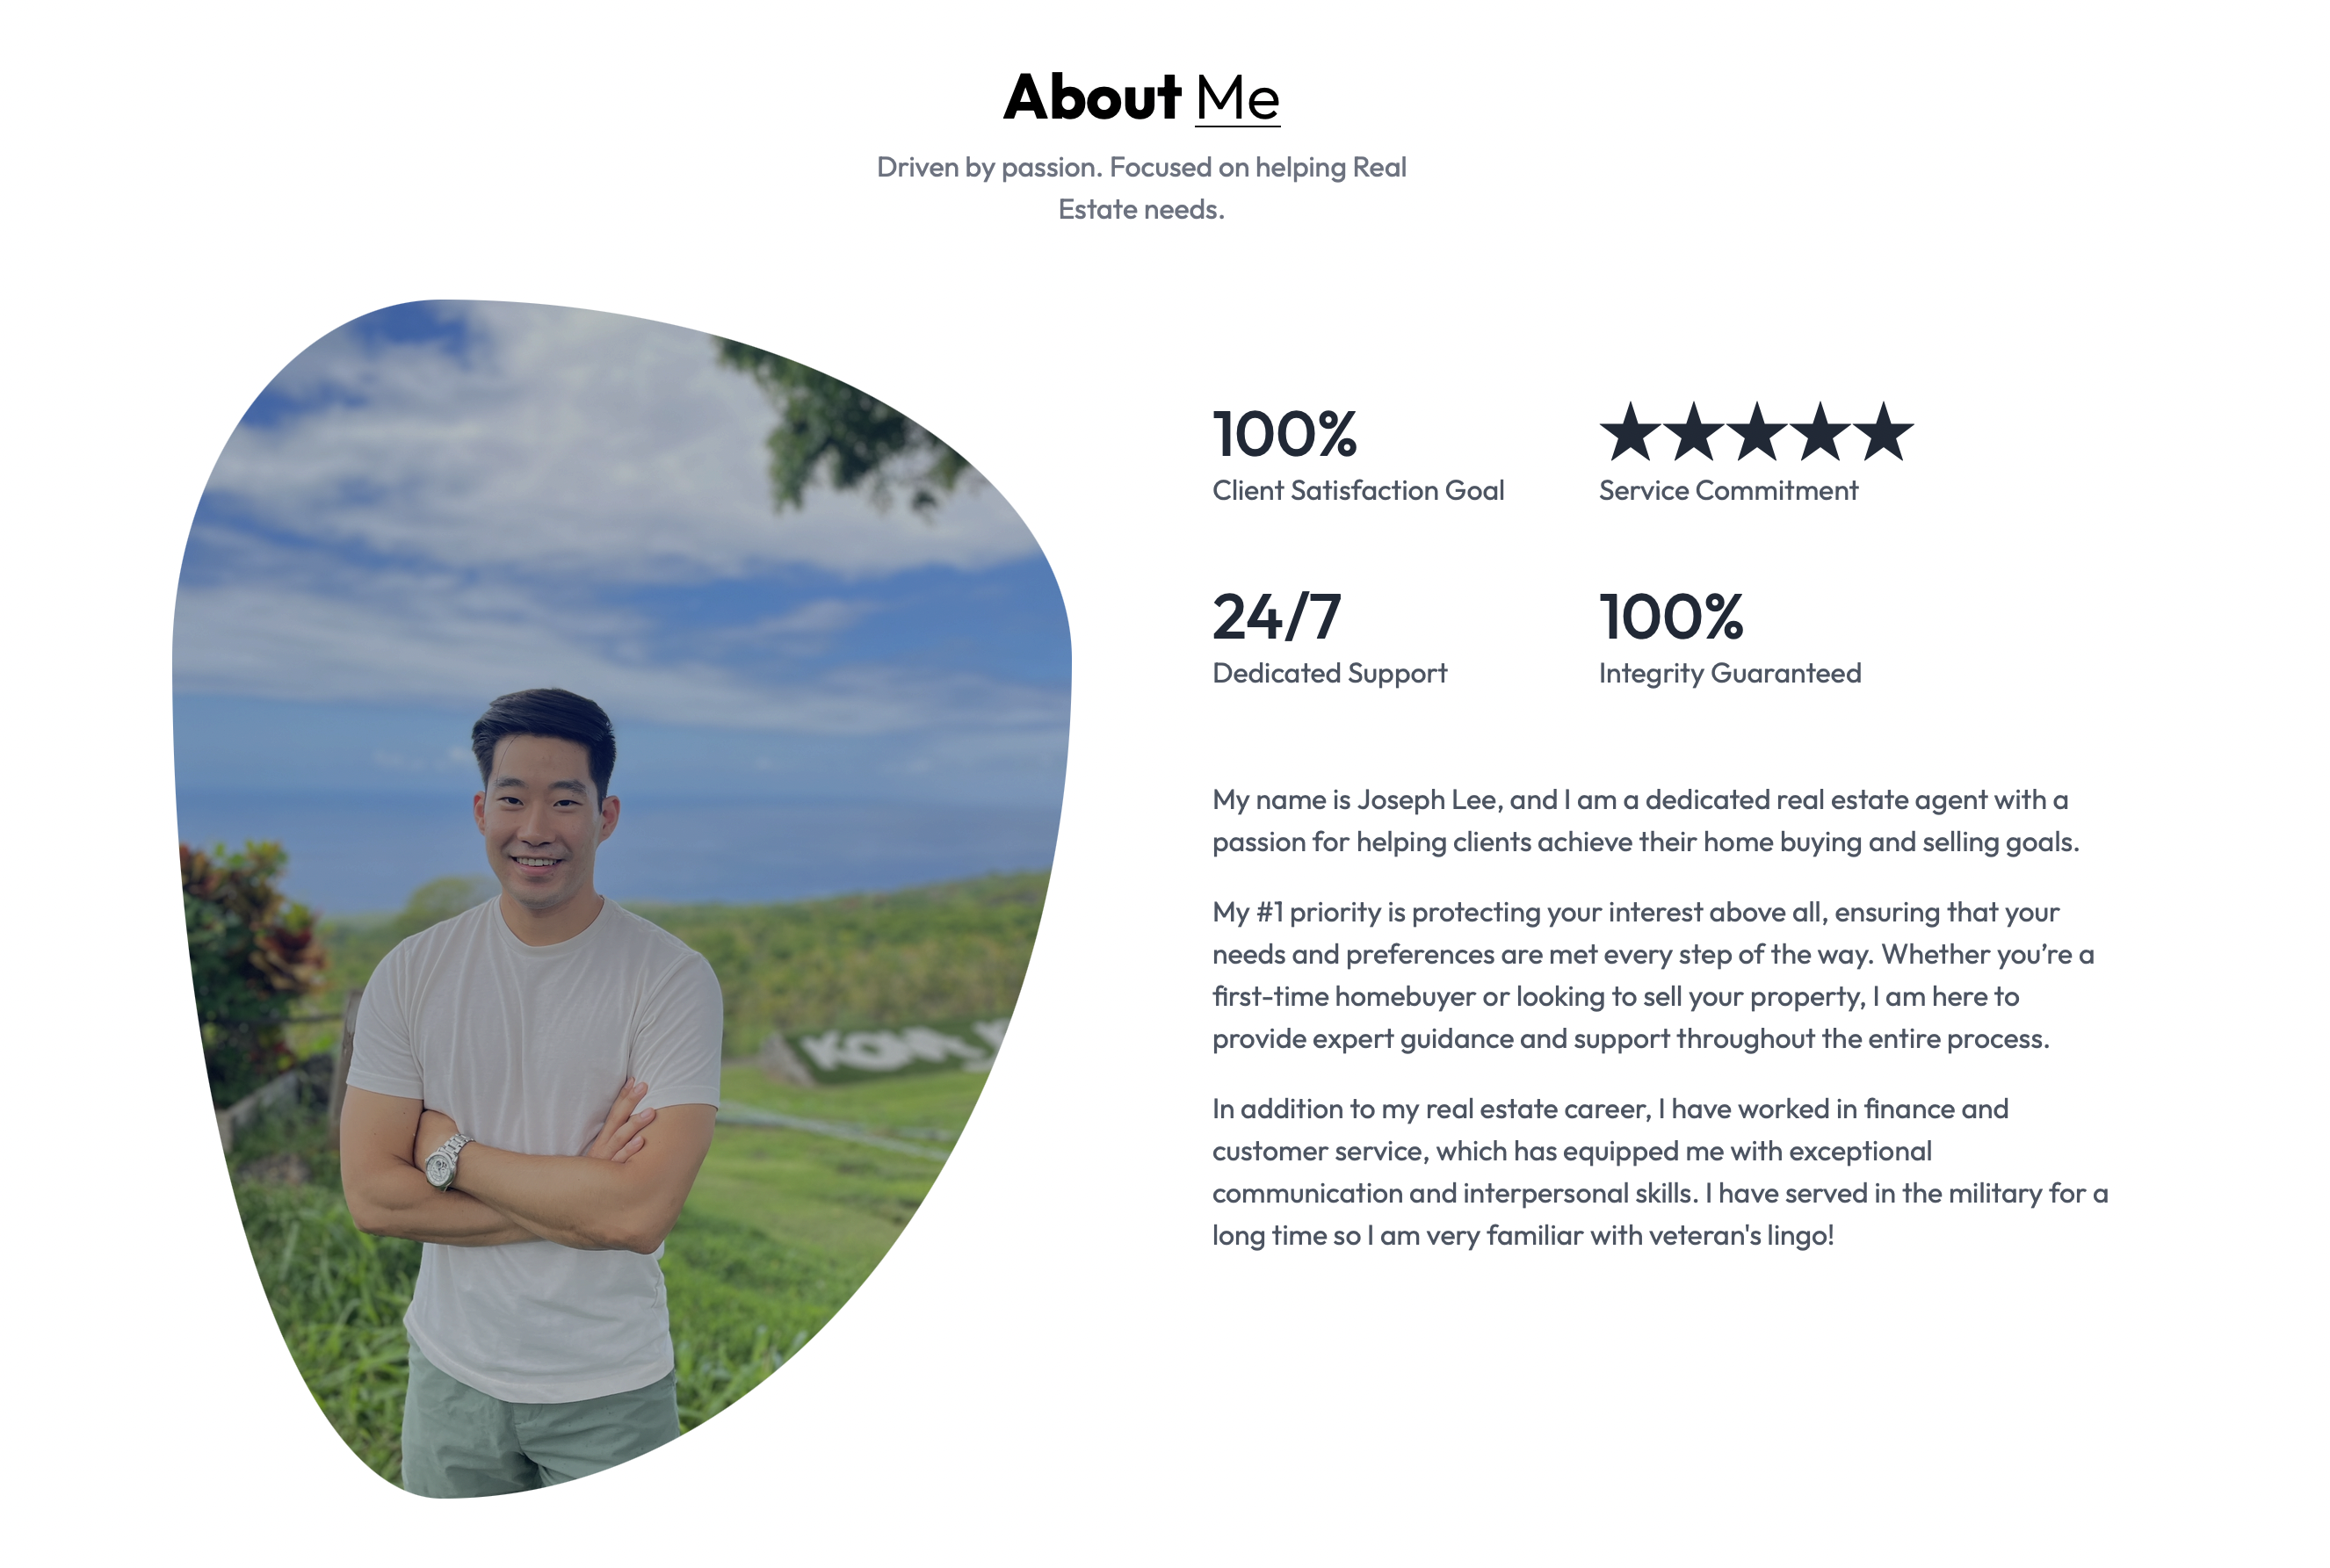 About Me
Driven by passion. Focused on helping Real
Estate needs.
100%
★★★★★
Client Satisfaction Goal
Service Commitment
24/7
100%
Dedicated Support
Integrity Guaranteed
My name is Joseph Lee, and I am a dedicated real estate agent with a
passion for helping clients achieve their home buying and selling goals.
My #1 priority is protecting your interest above all, ensuring that your
needs and preferences are met every step of the way. Whether you’re a
first-time homebuyer or looking to sell your property, I am here to
provide expert guidance and support throughout the entire process.
In addition to my real estate career, I have worked in finance and
customer service, which has equipped me with exceptional
communication and interpersonal skills. I have served in the military for a
long time so I am very familiar with veteran's lingo!